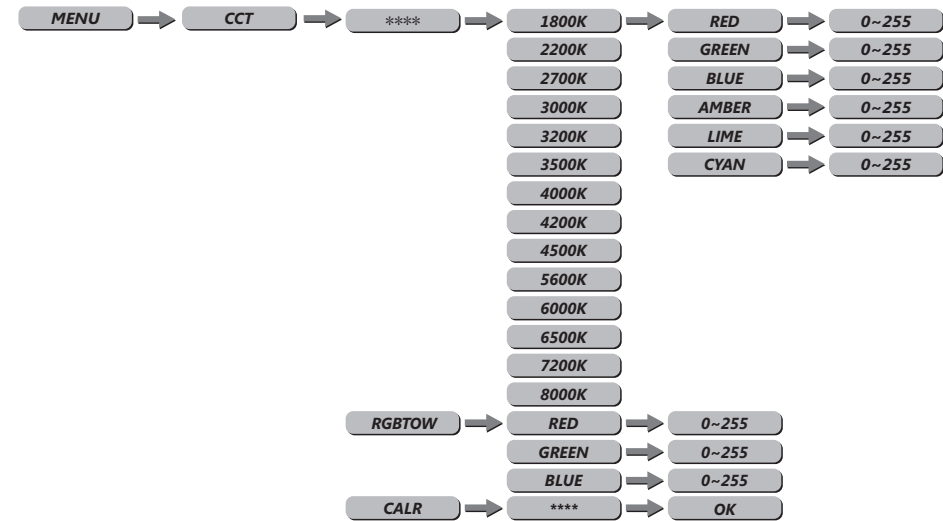 MENU CCT **** 1800K RED 0~255
2200K GREEN 0~255
2700K BLUE 0~255
3000K AMBER 0~255
3200K LIME 0~255
3500K CYAN 0~255
4000K
4200K
4500K
5600K
6000K
6500K
7200K
8000K
RGBTOW RED 0~255
GREEN 0~255
BLUE 0~255
CALR **** OK